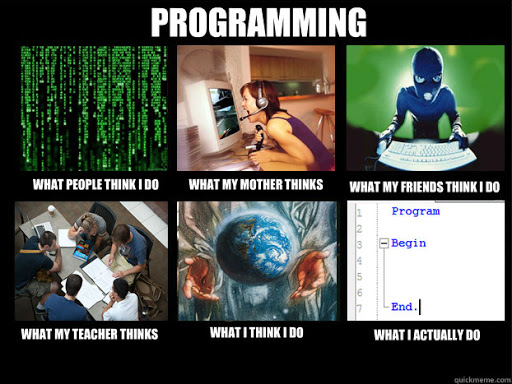 PROGRAMMING
WHAT PEOPLE THINK I DO
WHAT MY MOTHER THINKS
WHAT MY FRIENDS THINK I DO
WHAT MY TEACHER THINKS
WHAT I THINK I DO
1 Program
2
3 Begin
4
5
6
7 End.
WHAT I ACTUALLY DO
quickmeme.com